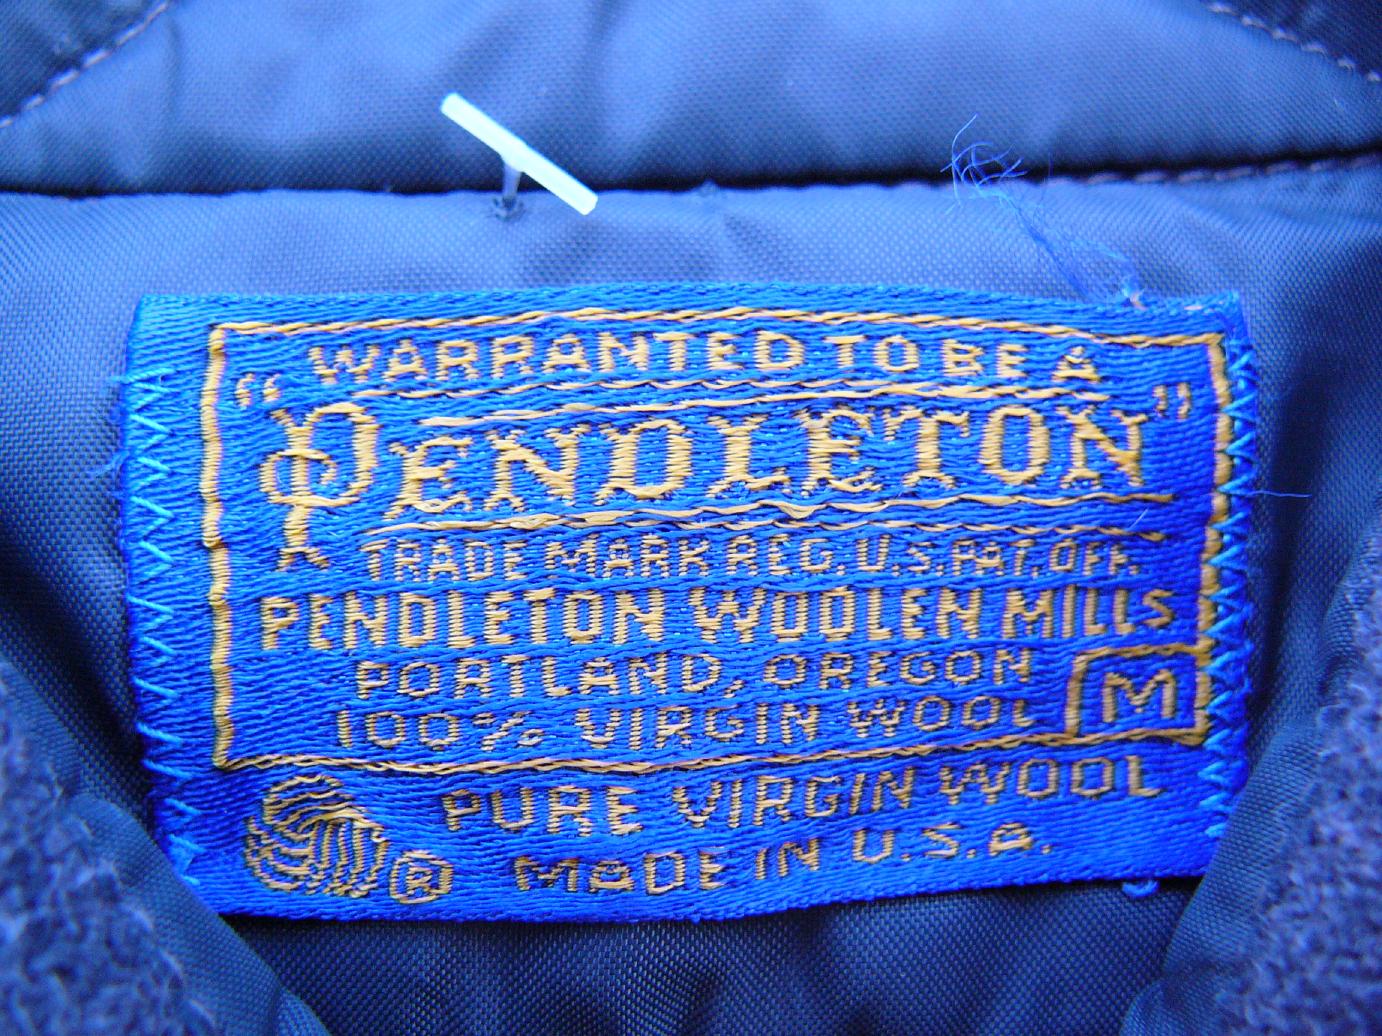 WARRANTED TO BE A
"PENDLETON"
TRADE MARK REG. U.S. PAT. OFF.
PENDLETON WOOLEN MILLS
PORTLAND, OREGON
100% VIRGIN WOOL
M
PURE VIRGIN WOOL
® MADE IN U.S.A.